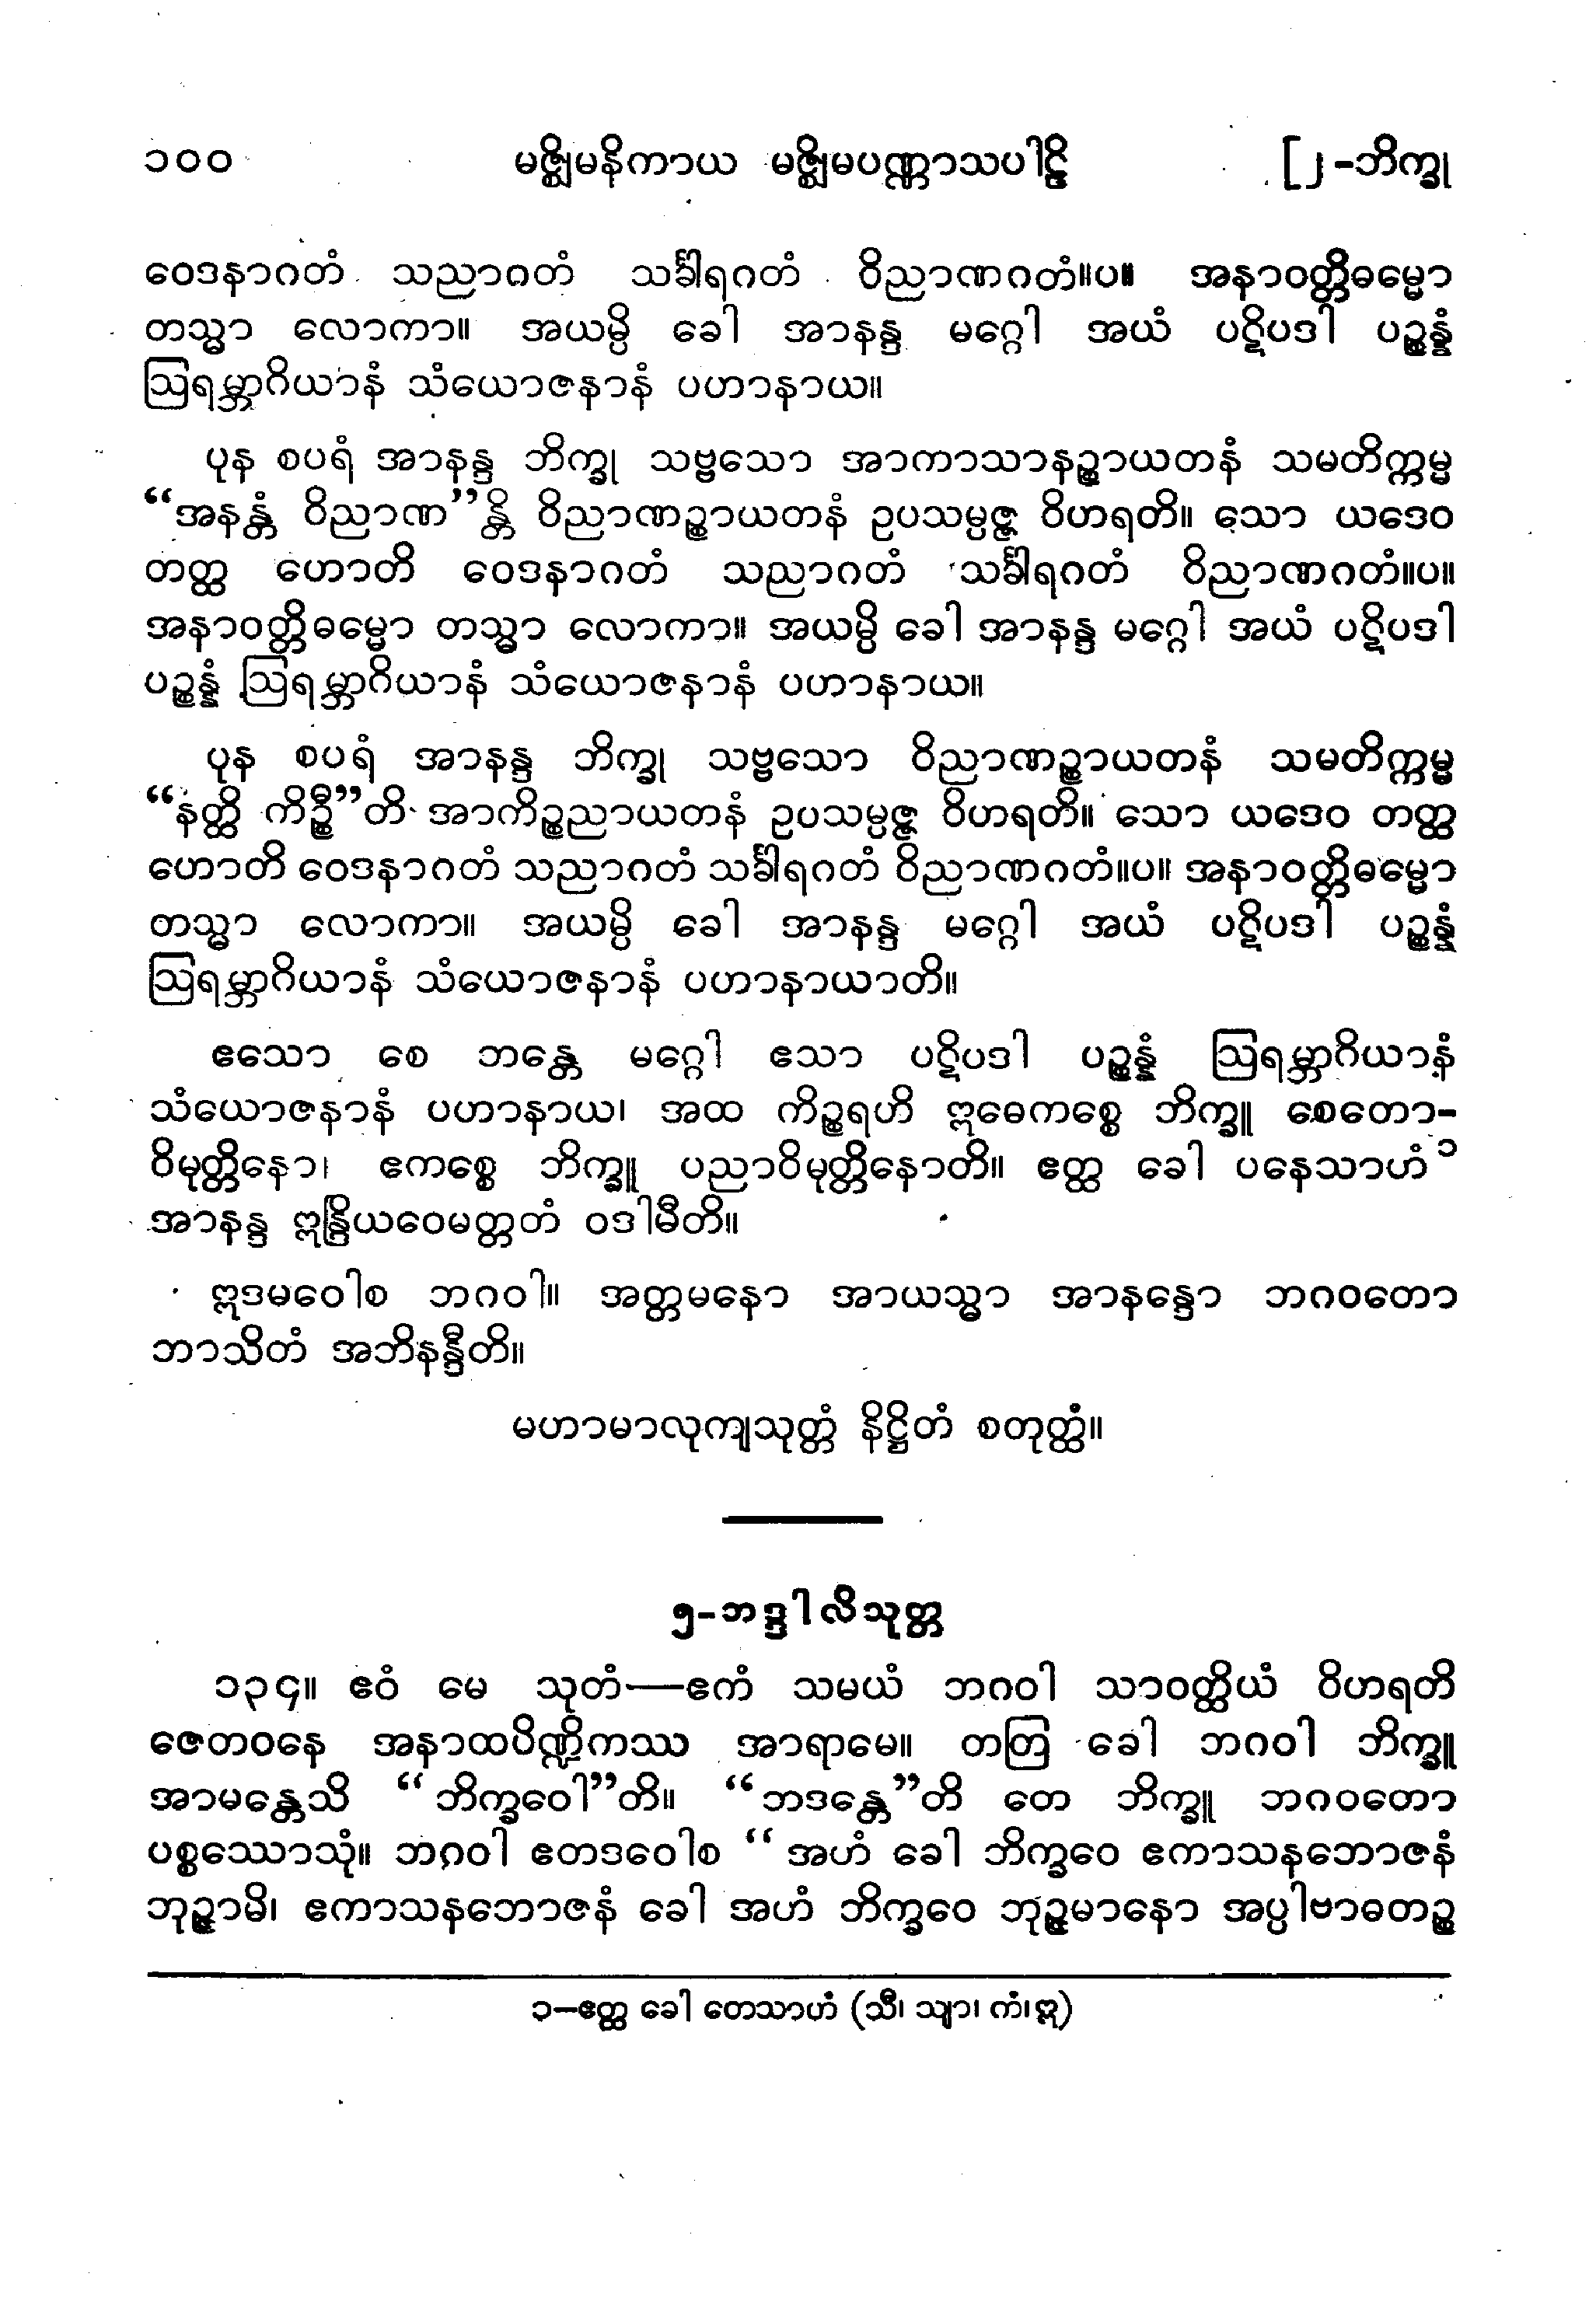 ၁၀၀ မဇ္ဈိမနိကာယ မဇ္ဈိမပဏ္ဏာသပါဠိ [၂-ဘိက္ခု
ဝေဒနာဂတံ သညာဂတံ သင်္ခါရဂတံ ဝိညာဏဂတံ။ပ။ အနာဝတ္တိဓမ္မော
တသ္မာ လောကာ။ အယမ္ပိ ခေါ အာနန္ဒ မဂ္ဂေါ အယံ ပဋိပဒါ ပဉ္စန္နံ
ဩရမ္ဘာဂိယာနံ သံယောဇနာနံ ပဟာနာယ။
ပုန စပရံ အာနန္ဒ ဘိက္ခု သဗ္ဗသော အာကာသာနဉ္စာယတနံ သမတိက္ကမ္မ
“အနန္တံ ဝိညာဏ”န္တိ ဝိညာဏဉ္စာယတနံ ဥပသမ္ပဇ္ဇ ဝိဟရတိ။ သော ယဒေဝ
တတ္ထ ဟောတိ ဝေဒနာဂတံ သညာဂတံ သင်္ခါရဂတံ ဝိညာဏဂတံ။ပ။
အနာဝတ္တိဓမ္မော တသ္မာ လောကာ။ အယမ္ပိ ခေါ အာနန္ဒ မဂ္ဂေါ အယံ ပဋိပဒါ
ပဉ္စန္နံ ဩရမ္ဘာဂိယာနံ သံယောဇနာနံ ပဟာနာယ။
ပုန စပရံ အာနန္ဒ ဘိက္ခု သဗ္ဗသော ဝိညာဏဉ္စာယတနံ သမတိက္ကမ္မ
“နတ္ထိ ကိဉ္စီ”တိ အာကိဉ္စညာယတနံ ဥပသမ္ပဇ္ဇ ဝိဟရတိ။ သော ယဒေဝ တတ္ထ
ဟောတိ ဝေဒနာဂတံ သညာဂတံ သင်္ခါရဂတံ ဝိညာဏဂတံ။ပ။ အနာဝတ္တိဓမ္မော
တသ္မာ လောကာ။ အယမ္ပိ ခေါ အာနန္ဒ မဂ္ဂေါ အယံ ပဋိပဒါ ပဉ္စန္နံ
ဩရမ္ဘာဂိယာနံ သံယောဇနာနံ ပဟာနာယာတိ။
ဧသော စေ ဘန္တေ မဂ္ဂေါ ဧသာ ပဋိပဒါ ပဉ္စန္နံ ဩရမ္ဘာဂိယာနံ
သံယောဇနာနံ ပဟာနာယ၊ အထ ကိဉ္စရဟိ ဣဓေကစ္စေ ဘိက္ခူ စေတော-
ဝိမုတ္တိနော၊ ဧကစ္စေ ဘိက္ခူ ပညာဝိမုတ္တိနောတိ။ ဧတ္ထ ခေါ ပနေသာဟံ ၁
အာနန္ဒ ဣန္ဒြိယဝေမတ္တတံ ဝဒါမီတိ။
ဣဒမဝေါစ ဘဂဝါ။ အတ္တမနော အာယသ္မာ အာနန္ဒော ဘဂဝတော
ဘာသိတံ အဘိနန္ဒီတိ။
မဟာမာလုကျသုတ္တံ နိဋ္ဌိတံ စတုတ္ထံ။
၅-ဘဒ္ဒါလိသုတ္တ
၁၃၄။ ဧဝံ မေ သုတံ—ဧကံ သမယံ ဘဂဝါ သာဝတ္ထိယံ ဝိဟရတိ
ဇေတဝနေ အနာထပိဏ္ဍိကဿ အာရာမေ။ တတြ ခေါ ဘဂဝါ ဘိက္ခူ
အာမန္တေသိ “ဘိက္ခဝေါ”တိ။ “ဘဒန္တေ”တိ တေ ဘိက္ခူ ဘဂဝတော
ပစ္စဿောသုံ။ ဘဂဝါ ဧတဒဝေါစ “အဟံ ခေါ ဘိက္ခဝေ ဧကာသနဘောဇနံ
ဘုဉ္ဇာမိ၊ ဧကာသနဘောဇနံ ခေါ အဟံ ဘိက္ခဝေ ဘုဉ္ဇမာနော အပ္ပါဗာဓတဉ္စ
၁—ဧတ္ထ ခေါ တေသာဟံ (သီ၊ သျာ၊ ကံ၊ဣ)